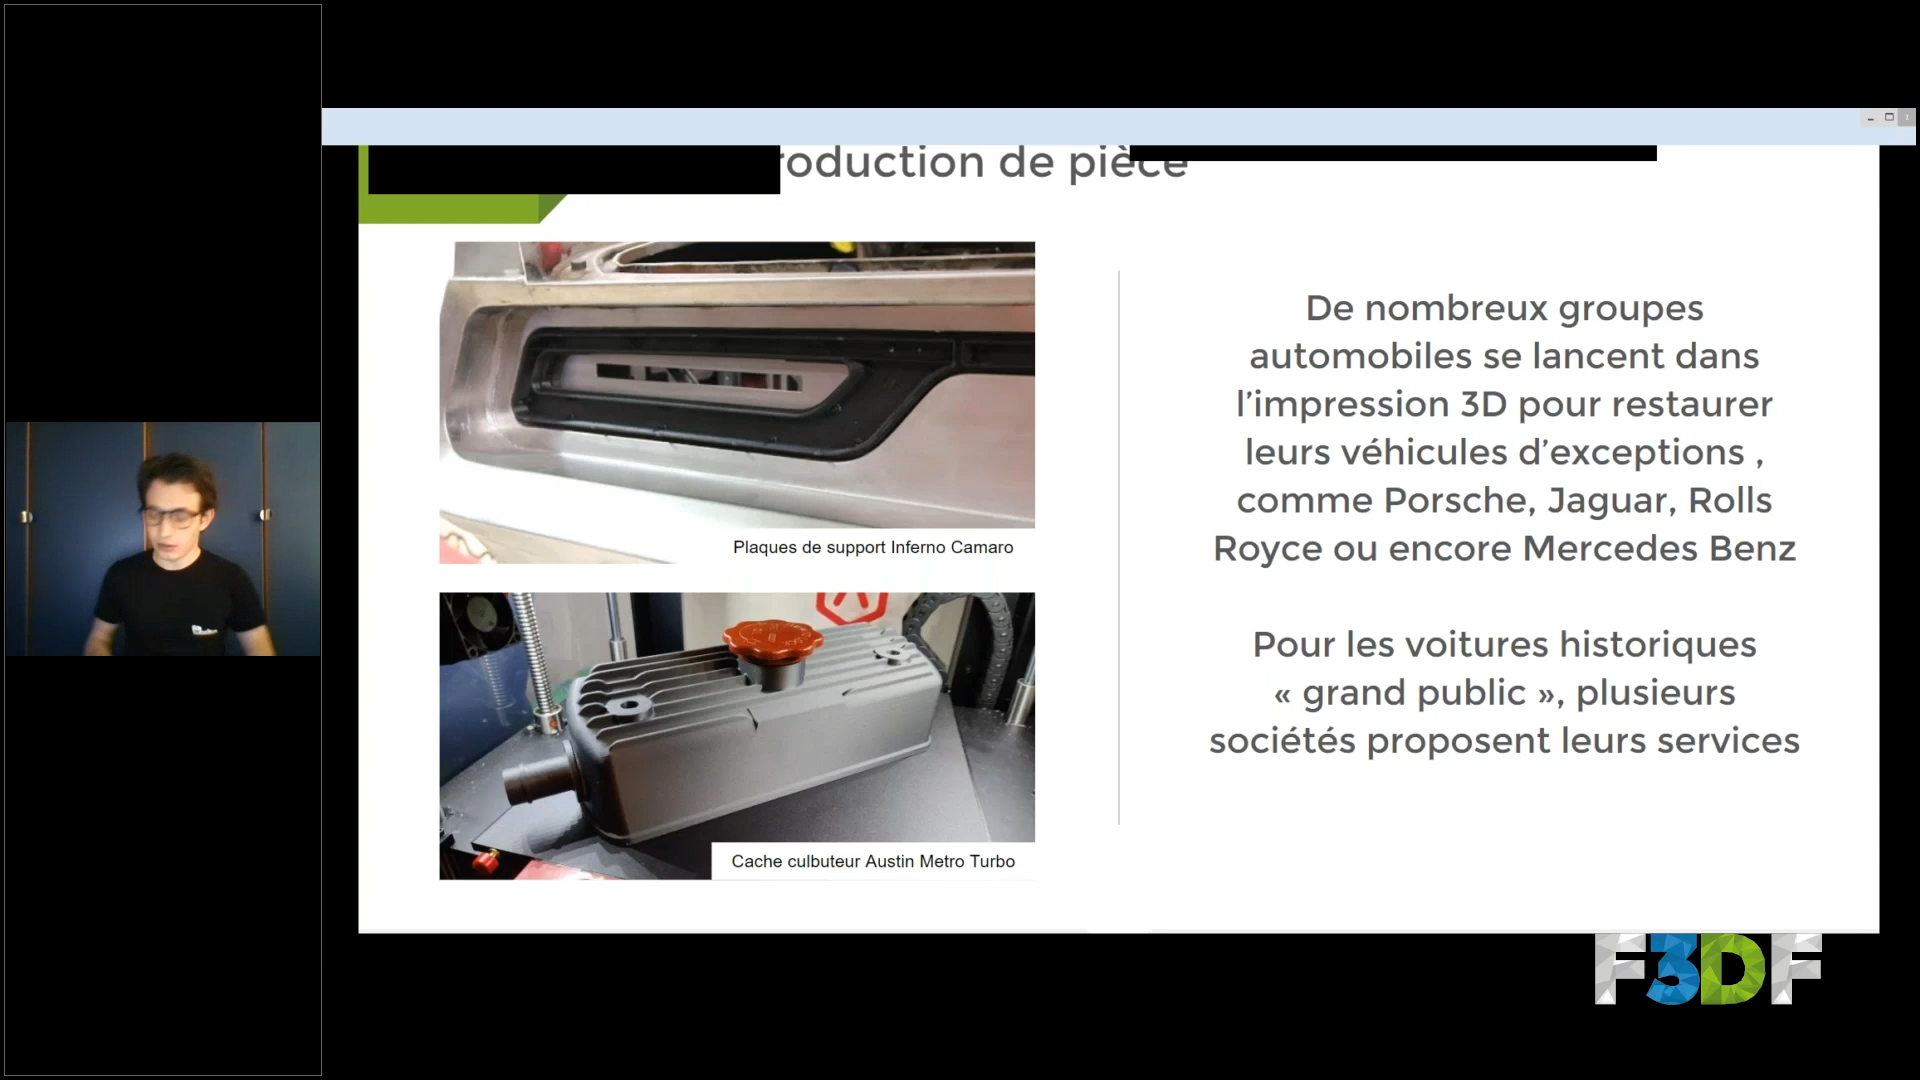 roduction de pièce
Plaques de support Inferno Camaro
Cache culbuteur Austin Metro Turbo
De nombreux groupes
automobiles se lancent dans
l’impression 3D pour restaurer
leurs véhicules d’exceptions ,
comme Porsche, Jaguar, Rolls
Royce ou encore Mercedes Benz
Pour les voitures historiques
« grand public », plusieurs
sociétés proposent leurs services
F3DF